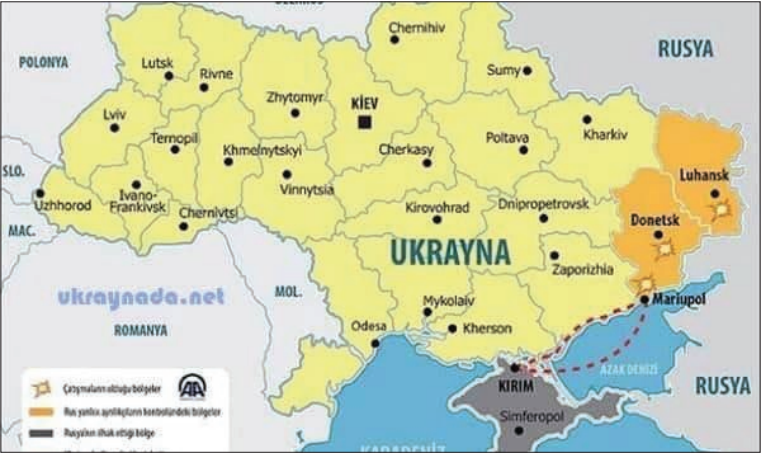 Chernihiv
RUSYA
POLONYA
Lutsk
Rivne
Sumy
Zhytomyr
KİEV
Lviv
Ternopil
Khmelnytskyi
Cherkasy
Poltava
Kharkiv
Luhansk
SLO.
Uzhhorod
Ivano-
Frankivsk
Vinnytsia
Chernivtsi
Kirovohrad
Dnipropetrovsk
Donetsk
MAC.
UKRAYNA
Zaporizhia
ukraynada.net
MOL.
Mykolaiv
Mariupol
ROMANYA
Odesa
Kherson
AZAK DENİZİ
RUSYA
KIRIM
Simferopol
KARADENİZ
Çatışmaların olduğu bölgeler
AA
Rus yanlısı ayrılıkçıların kontrolündeki bölgeler
Rusya'nın ilhak ettiği bölge